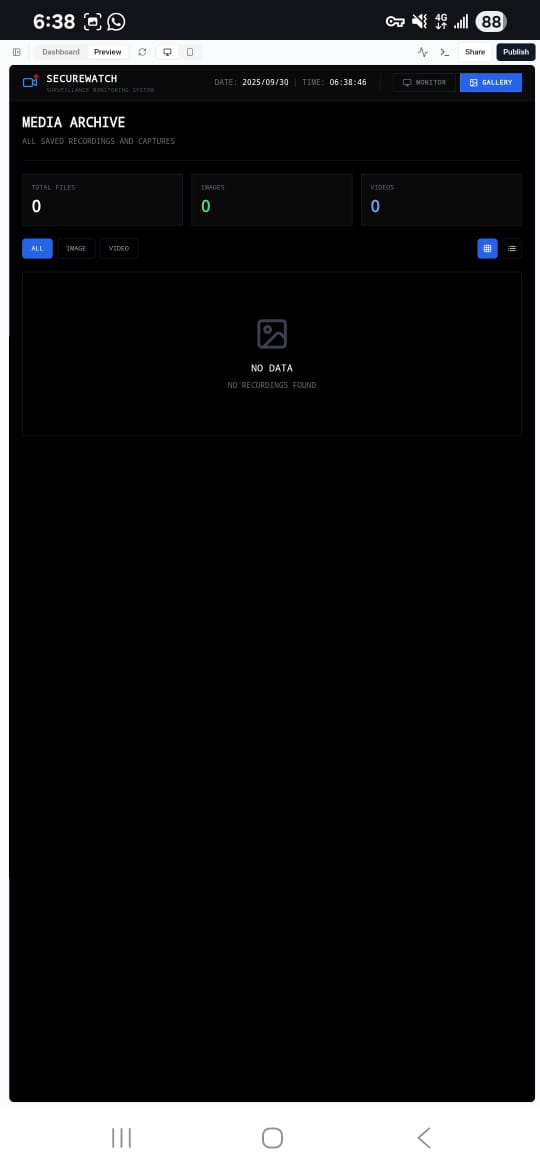 6:38 4G 88
Dashboard Preview Share Publish
SECUREWATCH
SURVEILLANCE MONITORING SYSTEM
DATE: 2025/09/30 | TIME: 06:38:46
MONITOR GALLERY
MEDIA ARCHIVE
ALL SAVED RECORDINGS AND CAPTURES
TOTAL FILES
0
IMAGES
0
VIDEOS
0
ALL IMAGE VIDEO
NO DATA
NO RECORDINGS FOUND